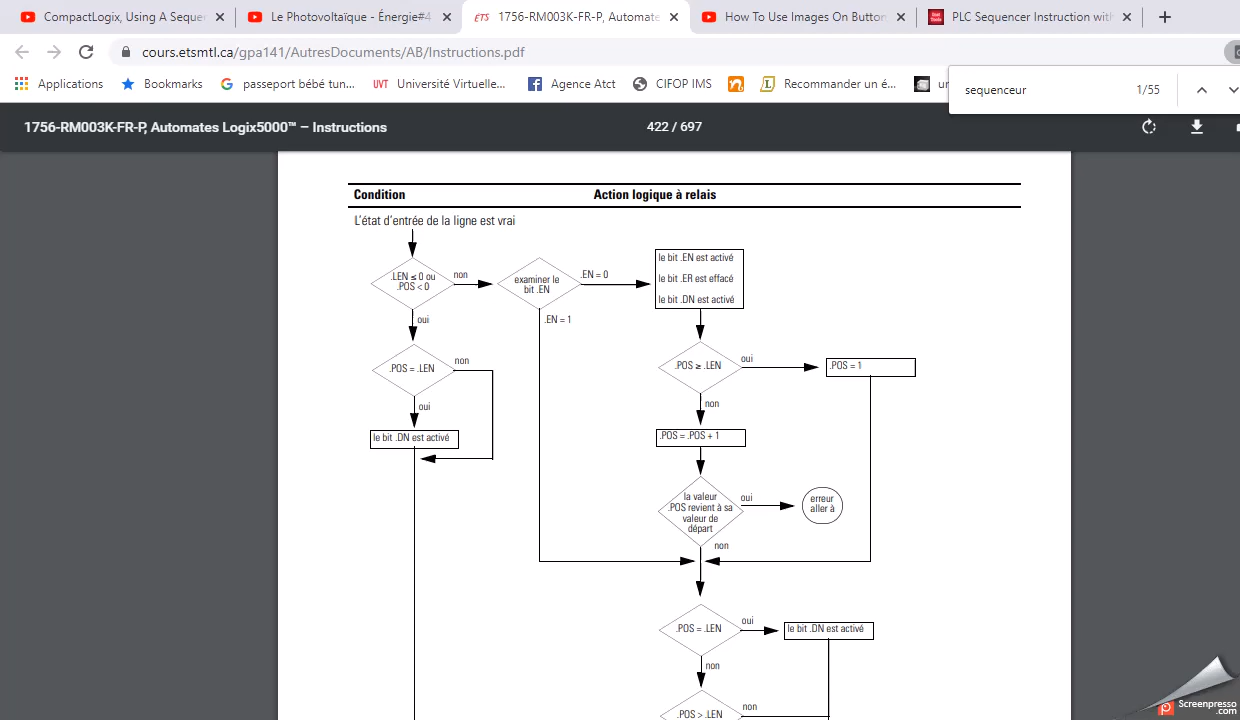 CompactLogix, Using A Sequer
Le Photovoltaïque - Énergie#4
ETS 1756-RM003K-FR-P, Automate
How To Use Images On Button
PLC Sequencer Instruction with
cours.etsmtl.ca/gpa141/AutresDocuments/AB/Instructions.pdf
Applications
Bookmarks
passeport bébé tun...
UVT Université Virtuelle...
Agence Atct
CIFOP IMS
Recommander un é...
un
sequenceur
1/55
1756-RM003K-FR-P, Automates Logix5000™ – Instructions
422 / 697
Condition
Action logique à relais
L'état d'entrée de la ligne est vrai
.LEN ≤ 0 ou
.POS < 0
non
examiner le
bit .EN
.EN = 0
le bit .EN est activé
le bit .ER est effacé
le bit .DN est activé
oui
.EN = 1
.POS = .LEN
non
.POS ≥ .LEN
oui
.POS = 1
oui
non
le bit .DN est activé
.POS = .POS + 1
la valeur
.POS revient à sa
valeur de
départ
oui
erreur
aller à
non
.POS = .LEN
oui
le bit .DN est activé
non
.POS > .LEN
non
Screenpresso
.com